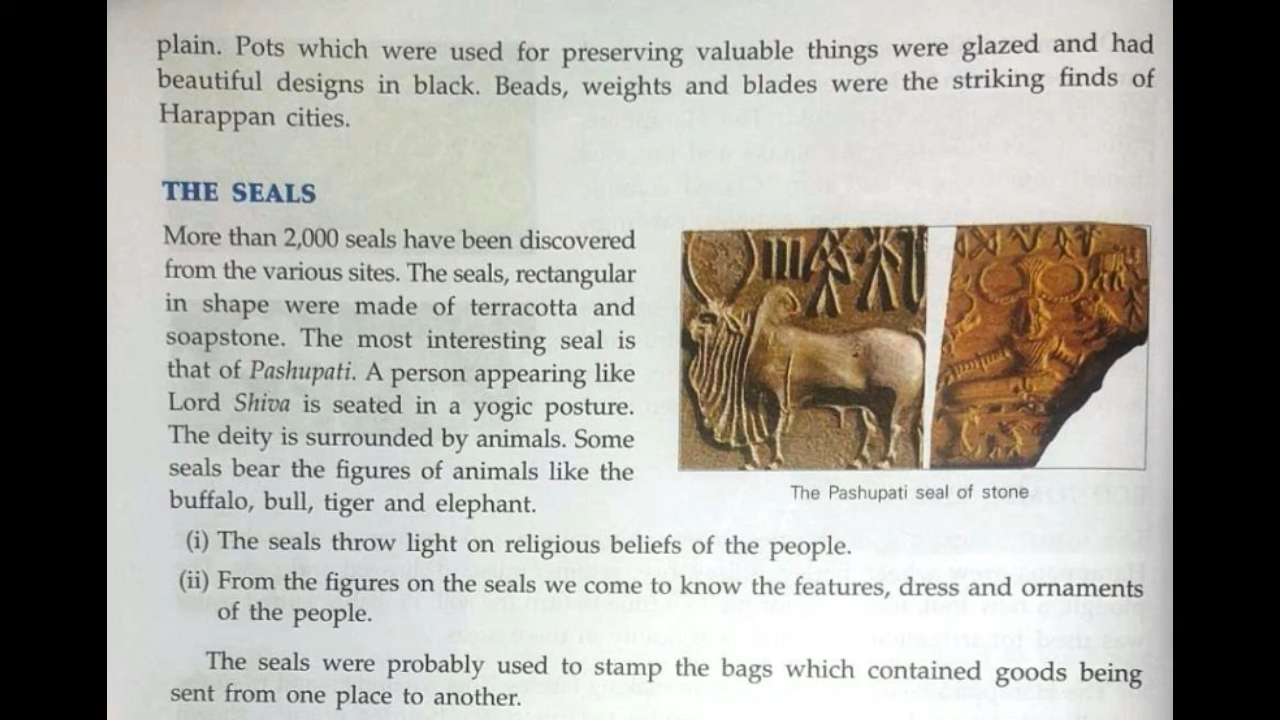 plain. Pots which were used for preserving valuable things were glazed and had
beautiful designs in black. Beads, weights and blades were the striking finds of
Harappan cities.
THE SEALS
More than 2,000 seals have been discovered
from the various sites. The seals, rectangular
in shape were made of terracotta and
soapstone. The most interesting seal is
that of Pashupati. A person appearing like
Lord Shiva is seated in a yogic posture.
The deity is surrounded by animals. Some
seals bear the figures of animals like the
buffalo, bull, tiger and elephant.
The Pashupati seal of stone
(i) The seals throw light on religious beliefs of the people.
(ii) From the figures on the seals we come to know the features, dress and ornaments
of the people.
The seals were probably used to stamp the bags which contained goods being
sent from one place to another.